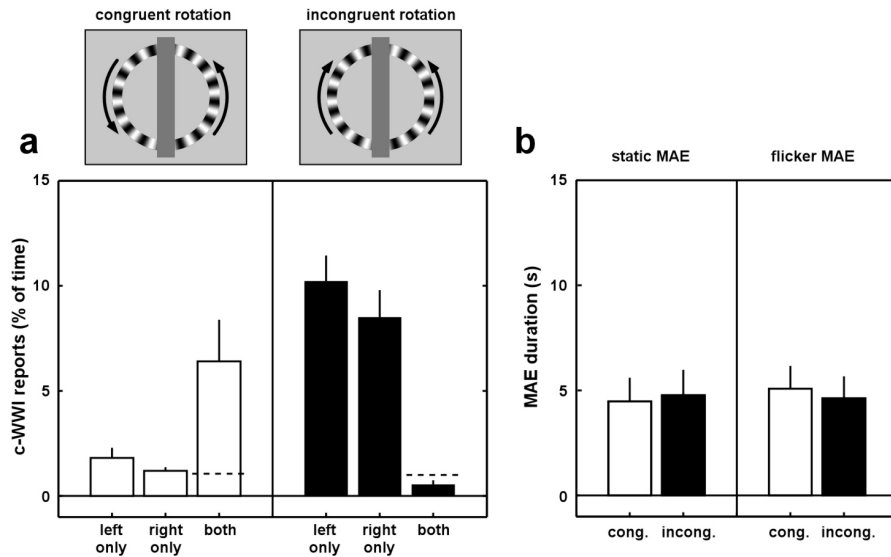 congruent rotation
incongruent rotation
a
c-WWI reports (% of time)
15
10
5
0
left only
right only
both
left only
right only
both
b
static MAE
flicker MAE
MAE duration (s)
15
10
5
0
cong.
incong.
cong.
incong.